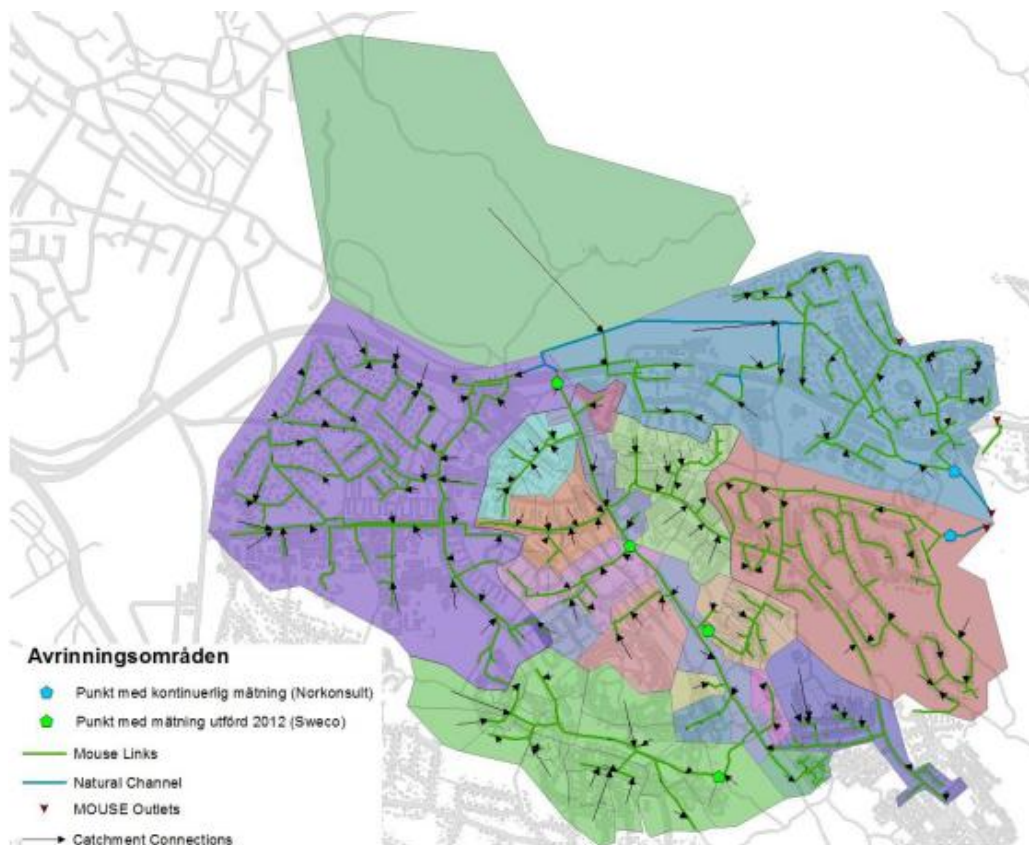 Avrinningsområden
Punkt med kontinuerlig mätning (Norkonsult)
Punkt med mätning utförd 2012 (Sweco)
Mouse Links
Natural Channel
MOUSE Outlets
Catchment Connections